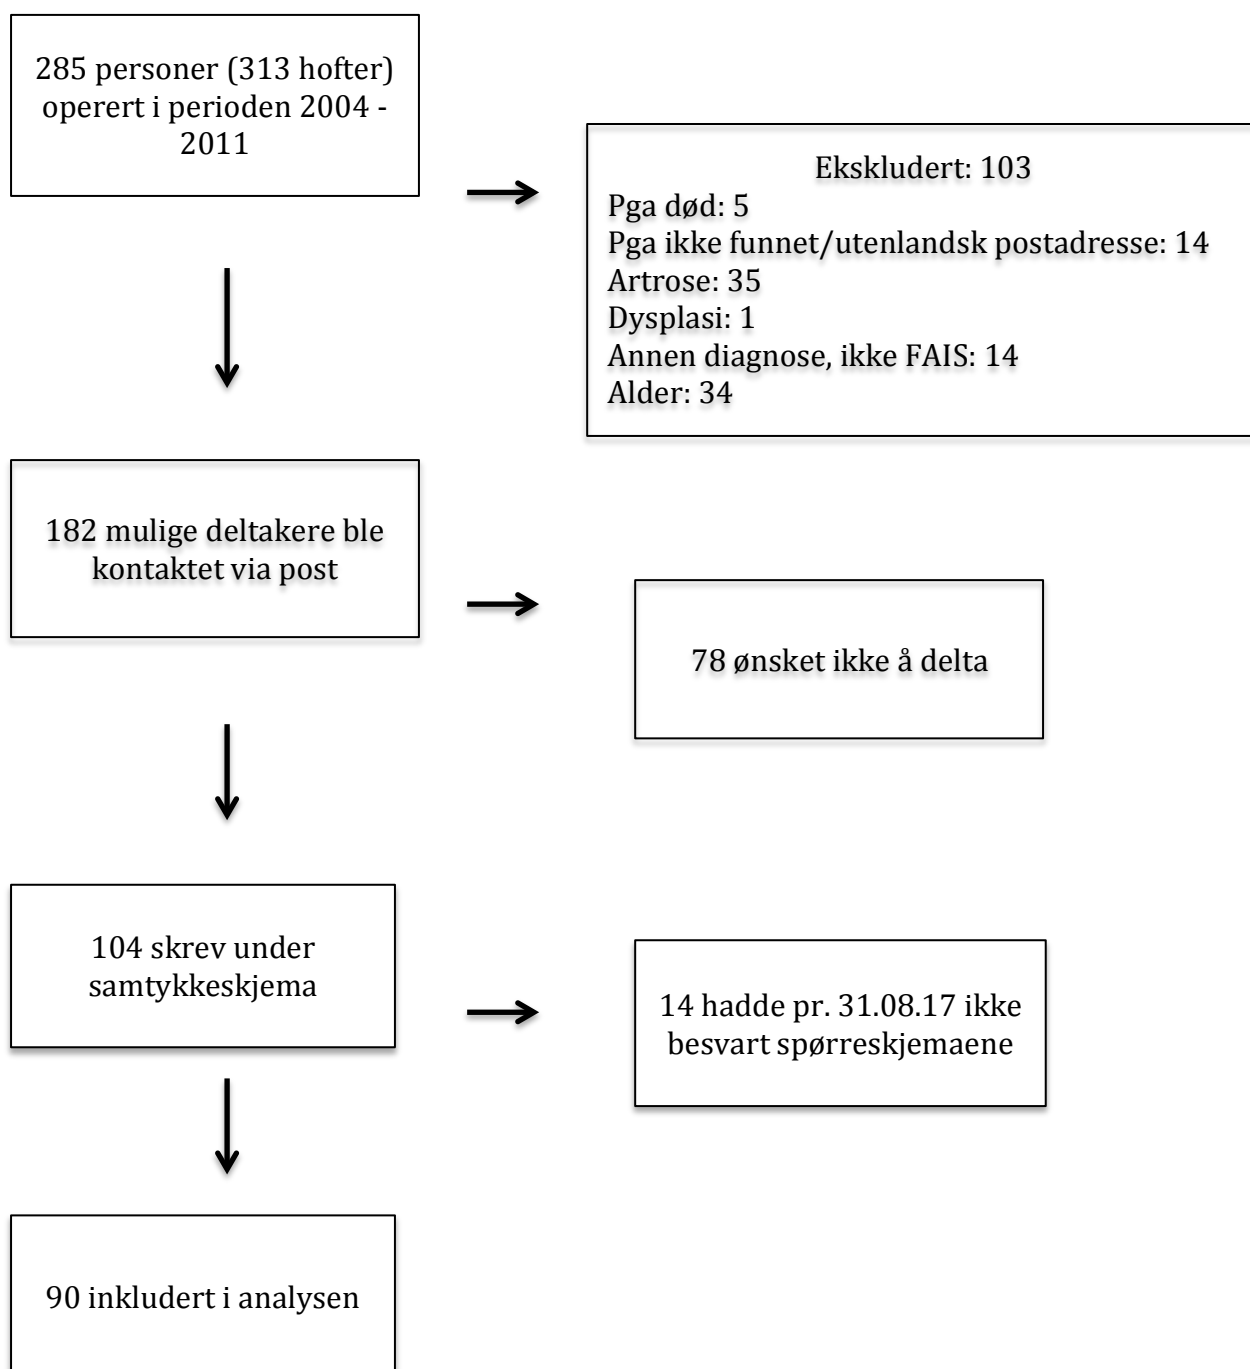 285 personer (313 hofter)
operert i perioden 2004 -
2011
Ekskludert: 103
Pga død: 5
Pga ikke funnet/utenlandsk postadresse: 14
Artrose: 35
Dysplasi: 1
Annen diagnose, ikke FAIS: 14
Alder: 34
182 mulige deltakere ble
kontaktet via post
78 ønsket ikke å delta
104 skrev under
samtykkeskjema
14 hadde pr. 31.08.17 ikke
besvart spørreskjemaene
90 inkludert i analysen